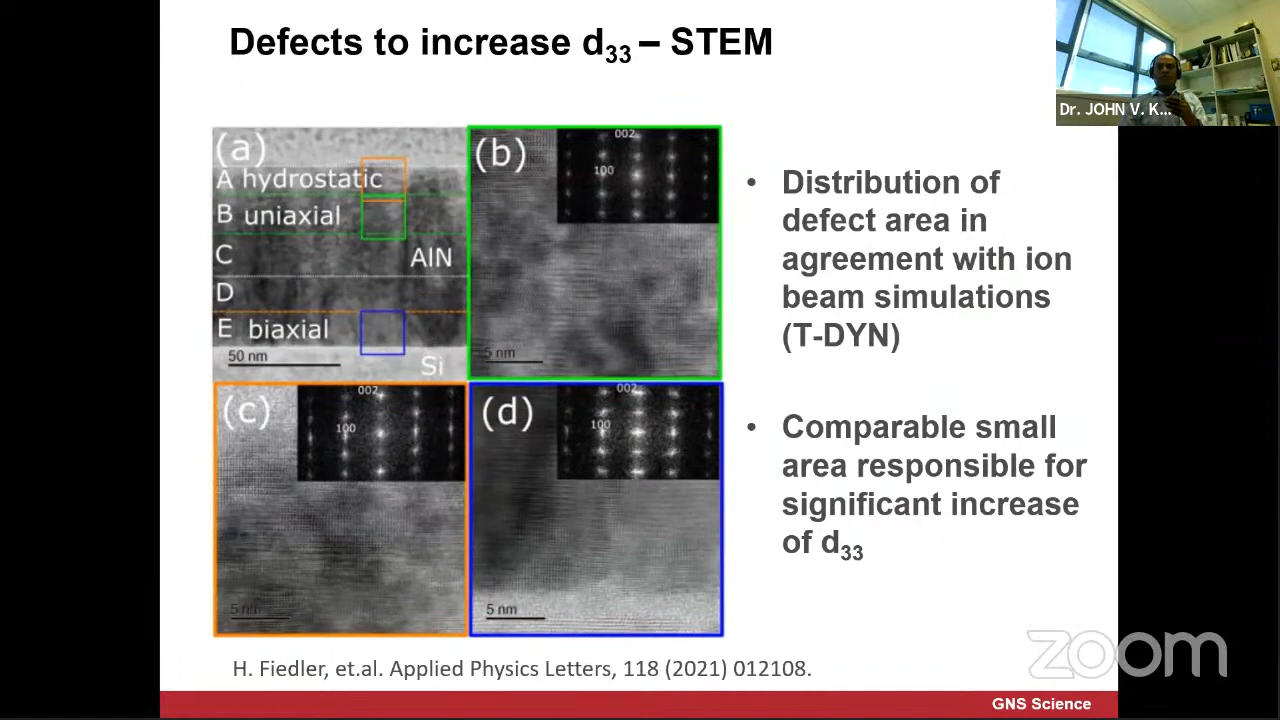 Defects to increase d33 – STEM
Dr. JOHN V. K...
(a)
A hydrostatic
B uniaxial
C
AlN
D
E biaxial
50 nm
Si
(b)
002
100
5 nm
(c)
002
100
5 nm
(d)
002
100
5 nm
• Distribution of
defect area in
agreement with ion
beam simulations
(T-DYN)
• Comparable small
area responsible for
significant increase
of d33
H. Fiedler, et.al. Applied Physics Letters, 118 (2021) 012108.
zoom
GNS Science